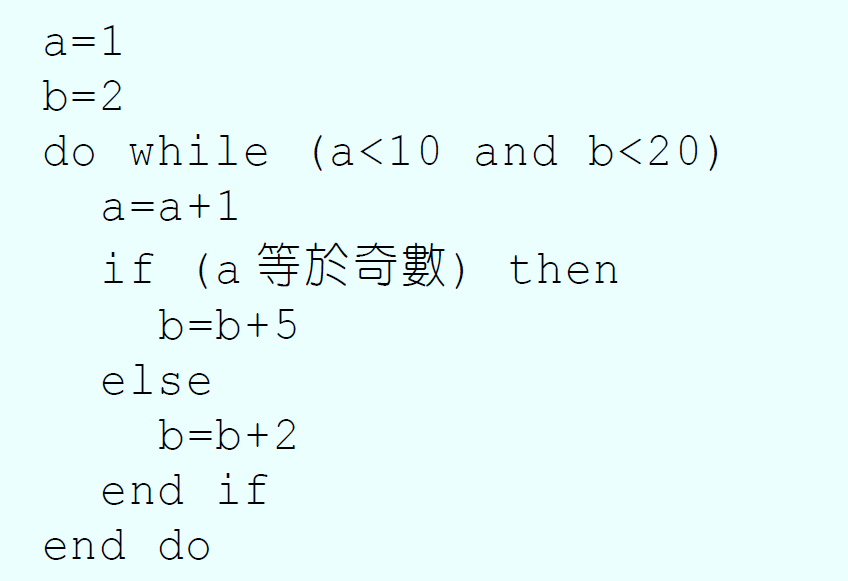 a=1
b=2
do while (a<10 and b<20)
  a=a+1
  if (a 等於奇數) then
    b=b+5
  else
    b=b+2
  end if
end do